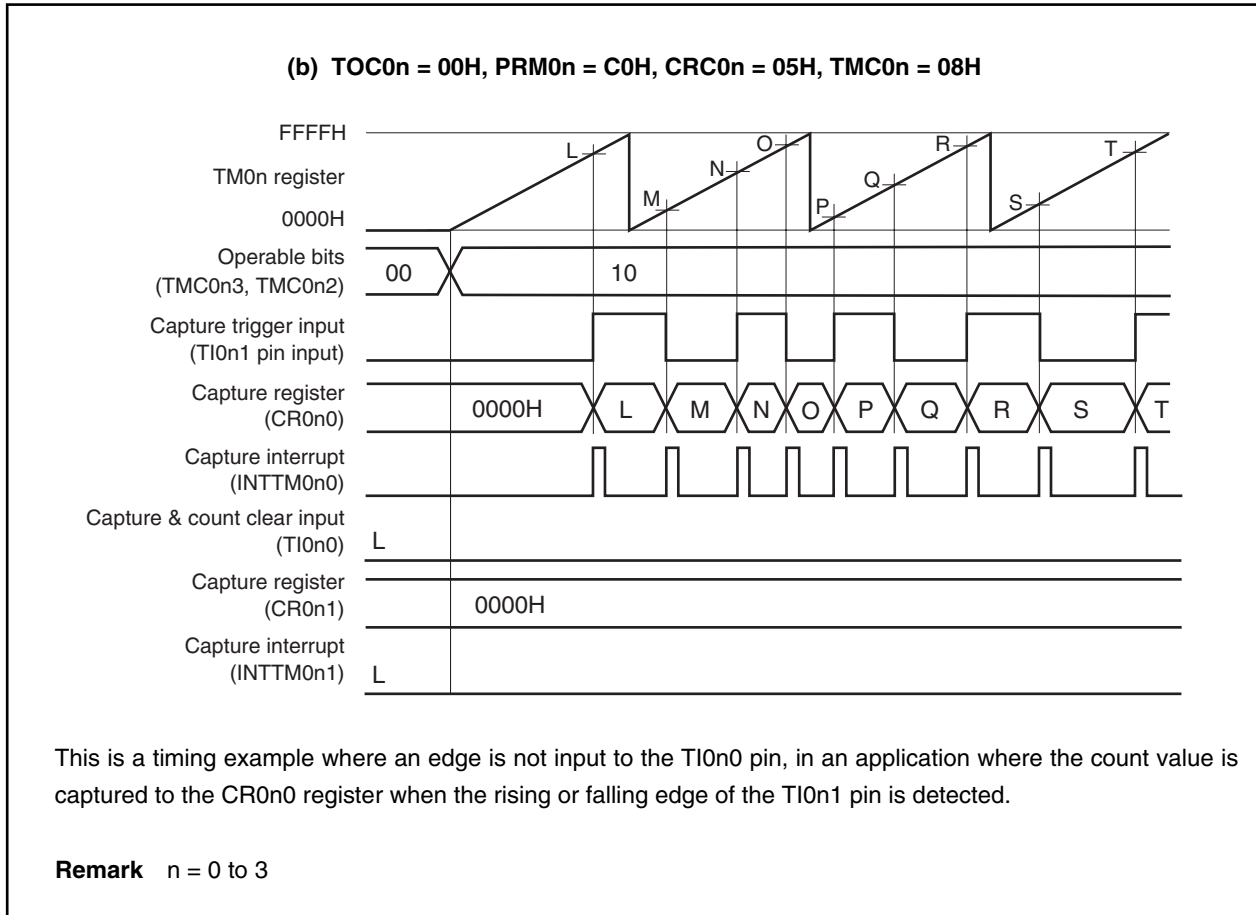 (b) TOC0n = 00H, PRM0n = C0H, CRC0n = 05H, TMC0n = 08H
FFFFH
TM0n register
0000H
L
M
N
O
P
Q
R
S
T
Operable bits
(TMC0n3, TMC0n2)
00
10
Capture trigger input
(TI0n1 pin input)
Capture register
(CR0n0)
0000H
L
M
N
O
P
Q
R
S
T
Capture interrupt
(INTTM0n0)
Capture & count clear input
(TI0n0)
L
Capture register
(CR0n1)
0000H
Capture interrupt
(INTTM0n1)
L
This is a timing example where an edge is not input to the TI0n0 pin, in an application where the count value is
captured to the CR0n0 register when the rising or falling edge of the TI0n1 pin is detected.
Remark n = 0 to 3